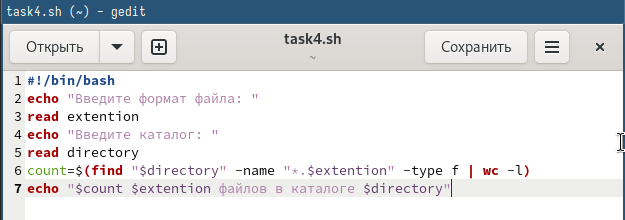 task4.sh (~) – gedit
Открыть
task4.sh
~
Сохранить
1 #!/bin/bash
2 echo "Введите формат файла: "
3 read extention
4 echo "Введите каталог: "
5 read directory
6 count=$(find "$directory" -name "*.$extention" -type f | wc -l)
7 echo "$count $extention файлов в каталоге $directory"